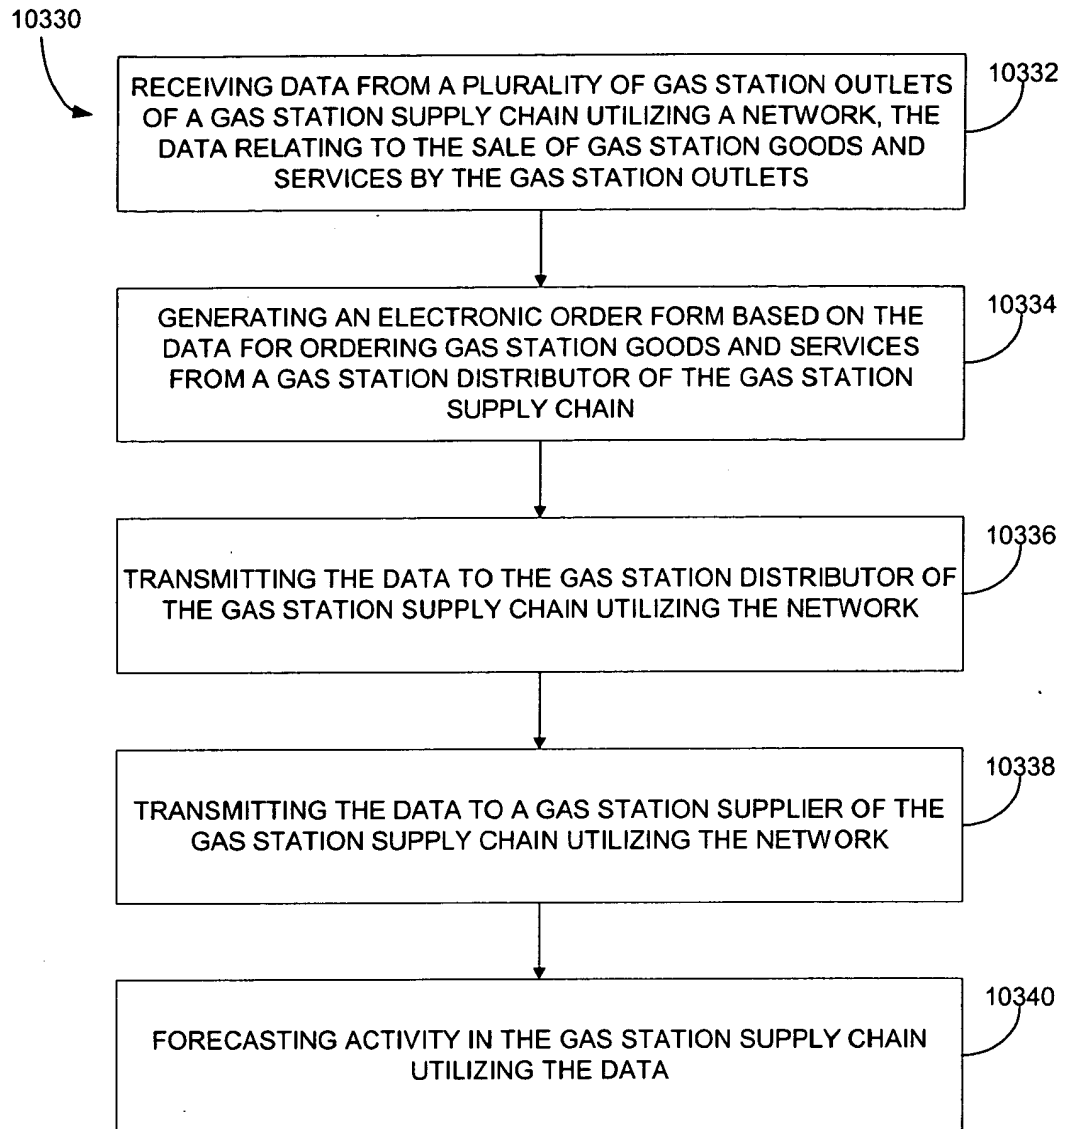 10330
RECEIVING DATA FROM A PLURALITY OF GAS STATION OUTLETS
OF A GAS STATION SUPPLY CHAIN UTILIZING A NETWORK, THE
DATA RELATING TO THE SALE OF GAS STATION GOODS AND
SERVICES BY THE GAS STATION OUTLETS
10332
GENERATING AN ELECTRONIC ORDER FORM BASED ON THE
DATA FOR ORDERING GAS STATION GOODS AND SERVICES
FROM A GAS STATION DISTRIBUTOR OF THE GAS STATION
SUPPLY CHAIN
10334
TRANSMITTING THE DATA TO THE GAS STATION DISTRIBUTOR OF
THE GAS STATION SUPPLY CHAIN UTILIZING THE NETWORK
10336
TRANSMITTING THE DATA TO A GAS STATION SUPPLIER OF THE
GAS STATION SUPPLY CHAIN UTILIZING THE NETWORK
10338
FORECASTING ACTIVITY IN THE GAS STATION SUPPLY CHAIN
UTILIZING THE DATA
10340